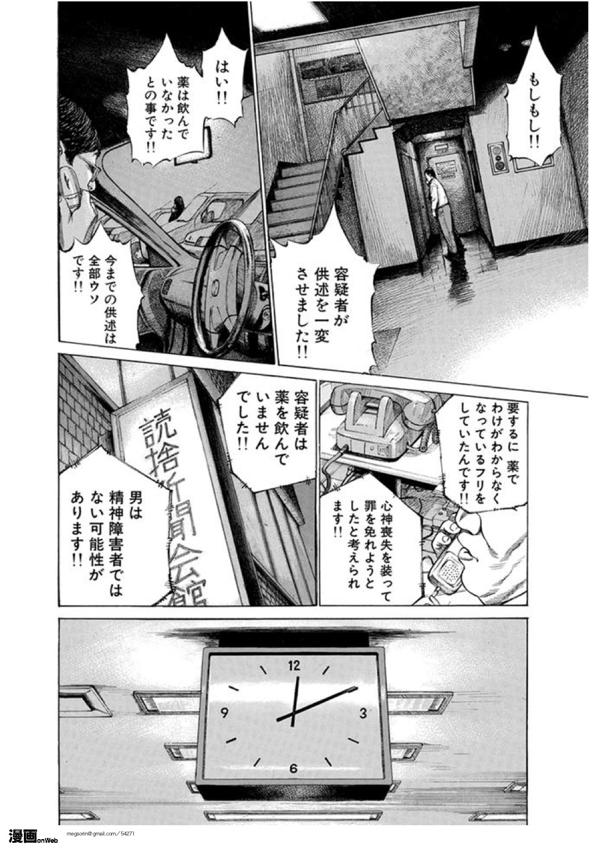 もしもし!!
容疑者が
供述を一変
させました!!
はい!!
薬は飲んで
いなかった
との事です!!
今までの供述は
全部ウソ
です!!
要するに 薬で
わけがわからなく
なっているフリを
していたんです!!
心神喪失を装って
罪を免れようと
したと考えられ
ます!!
容疑者は
薬を飲んで
いません
でした!!
読捨新聞会館
男は
精神障害者では
ない可能性が
あります!!
12
9
3
6
漫画 on Web
megaorin@gmail.com/54271